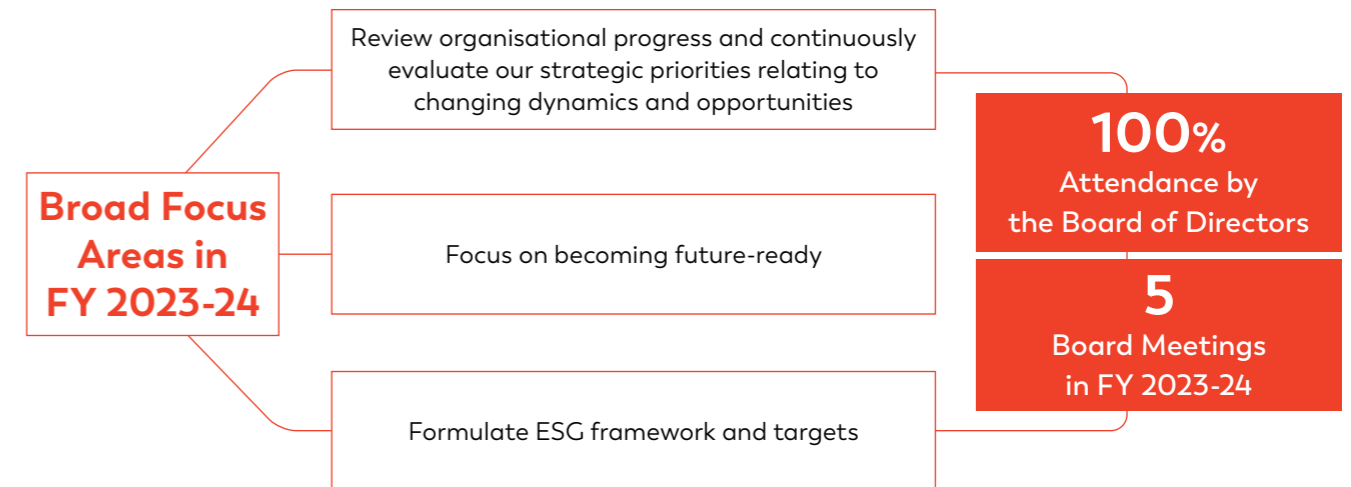 Broad Focus
Areas in
FY 2023-24
Review organisational progress and continuously
evaluate our strategic priorities relating to
changing dynamics and opportunities
Focus on becoming future-ready
Formulate ESG framework and targets
100%
Attendance by
the Board of Directors
5
Board Meetings
in FY 2023-24